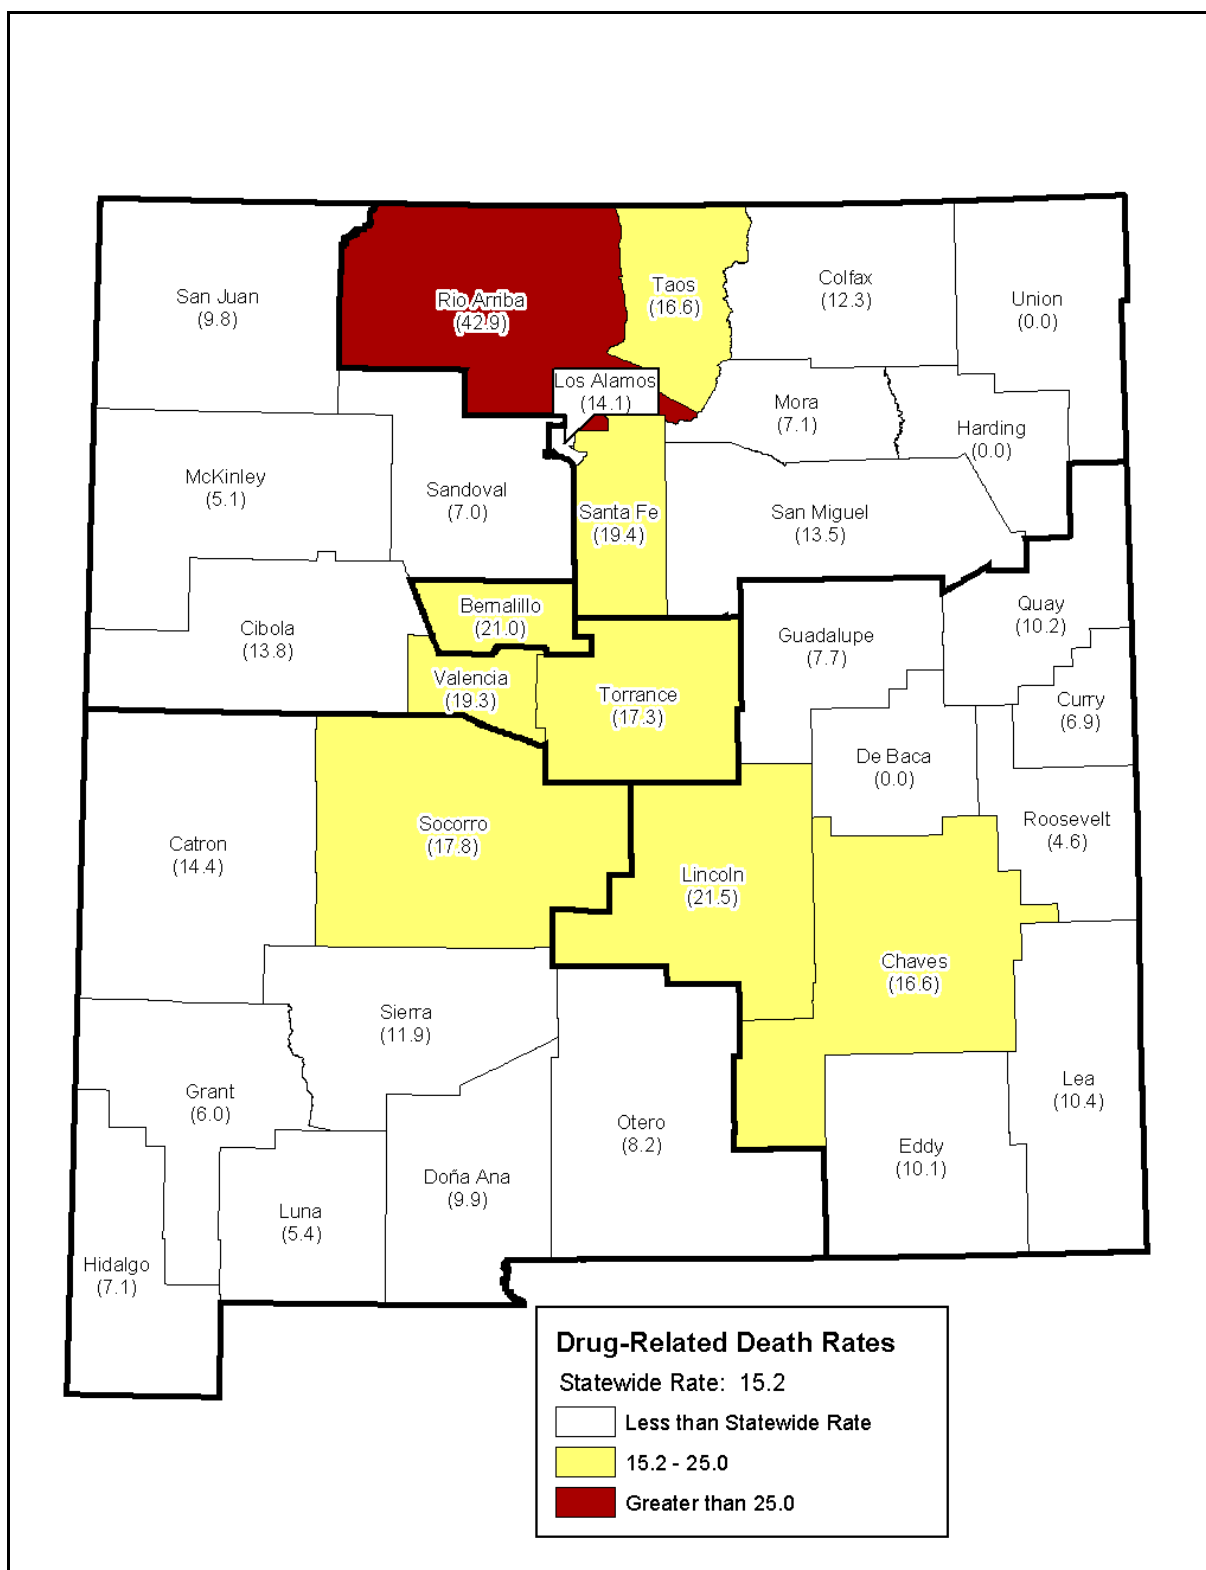 San Juan
(9.8)
Rio Arriba
(42.9)
Taos
(16.6)
Colfax
(12.3)
Union
(0.0)
Los Alamos
(14.1)
Mora
(7.1)
Harding
(0.0)
McKinley
(5.1)
Sandoval
(7.0)
Santa Fe
(19.4)
San Miguel
(13.5)
Cibola
(13.8)
Bernalillo
(21.0)
Guadalupe
(7.7)
Quay
(10.2)
Valencia
(19.3)
Torrance
(17.3)
Curry
(6.9)
De Baca
(0.0)
Catron
(14.4)
Socorro
(17.8)
Lincoln
(21.5)
Roosevelt
(4.6)
Chaves
(16.6)
Sierra
(11.9)
Grant
(6.0)
Otero
(8.2)
Lea
(10.4)
Eddy
(10.1)
Doña Ana
(9.9)
Luna
(5.4)
Hidalgo
(7.1)
Drug-Related Death Rates
Statewide Rate: 15.2
Less than Statewide Rate
15.2 - 25.0
Greater than 25.0